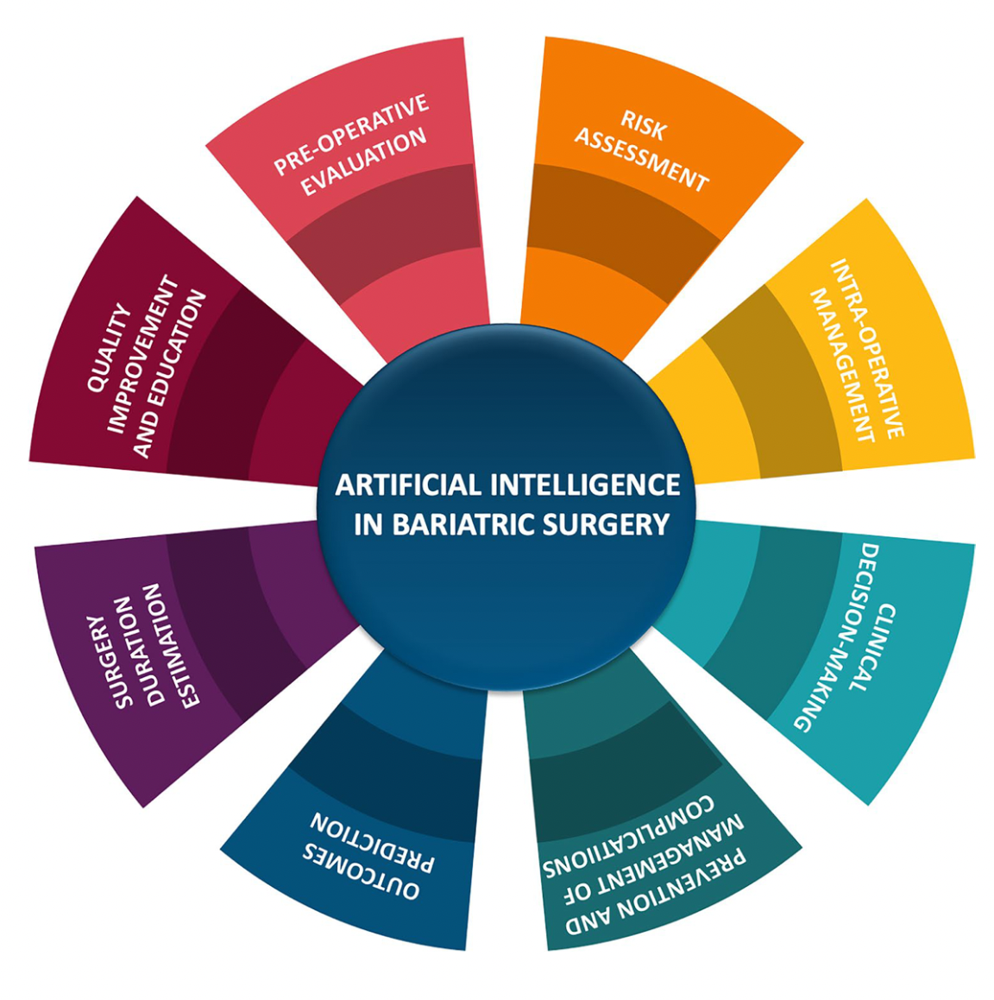 PRE-OPERATIVE
EVALUATION
RISK
ASSESSMENT
INTRA-OPERATIVE
MANAGEMENT
CLINICAL
DECISION-MAKING
PREVENTION AND
MANAGEMENT OF
COMPLICATIIONS
OUTCOMES
PREDICTION
SURGERY
DURATION
ESTIMATION
QUALITY
IMPROVEMENT
AND EDUCATION
ARTIFICIAL INTELLIGENCE
IN BARIATRIC SURGERY